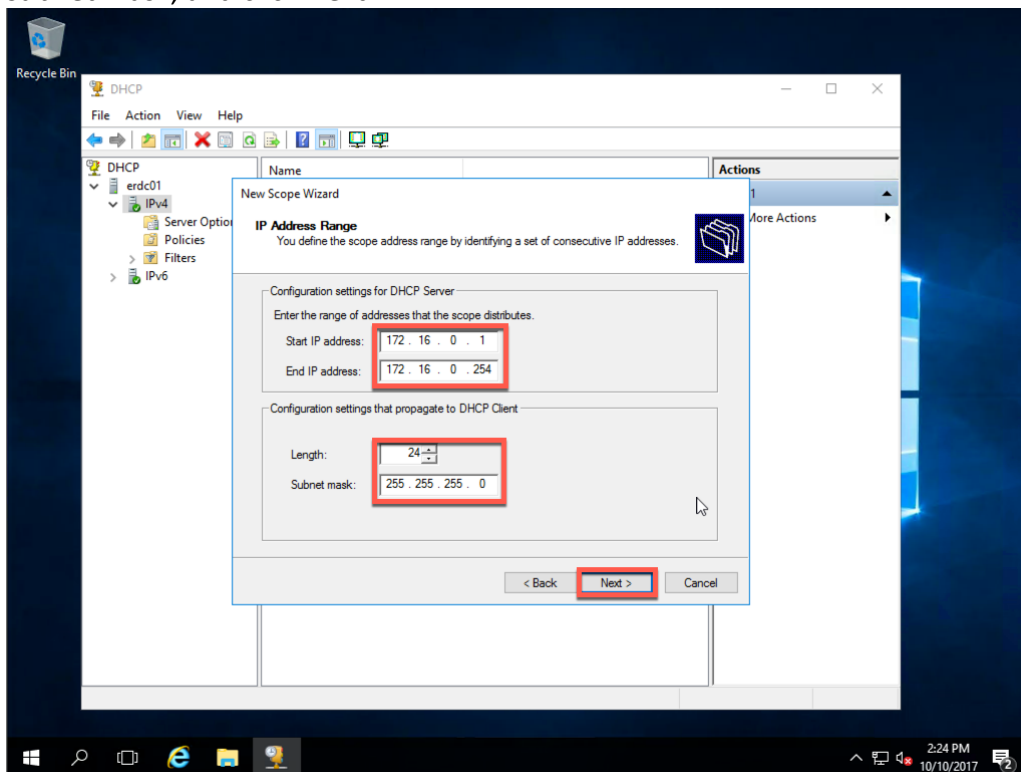 Recycle Bin
DHCP
File Action View Help
DHCP
Name
Actions
erdc01
IPv4
Server Option
Policies
Filters
IPv6
1
More Actions
New Scope Wizard
IP Address Range
You define the scope address range by identifying a set of consecutive IP addresses.
Configuration settings for DHCP Server
Enter the range of addresses that the scope distributes.
Start IP address: 172 . 16 . 0 . 1
End IP address: 172 . 16 . 0 . 254
Configuration settings that propagate to DHCP Client
Length: 24
Subnet mask: 255 . 255 . 255 . 0
< Back Next > Cancel
2:24 PM
10/10/2017
2